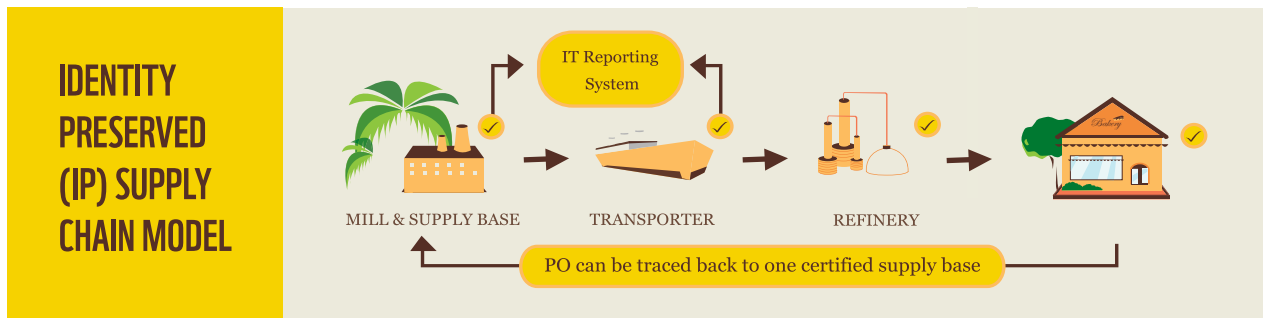 IDENTITY
PRESERVED
(IP) SUPPLY
CHAIN MODEL
IT Reporting
System
Bakery
MILL & SUPPLY BASE
TRANSPORTER
REFINERY
PO can be traced back to one certified supply base